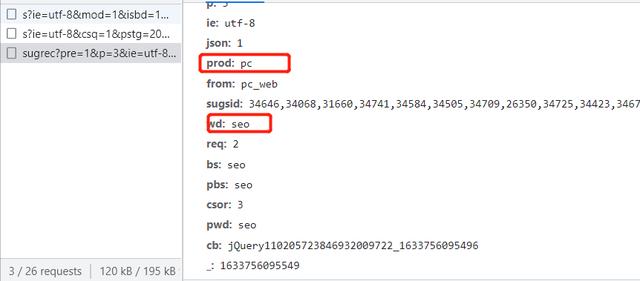 s?ie=utf-8&mod=1&isbd=1...
s?ie=utf-8&csq=1&pstg=20...
sugrec?pre=1&p=3&ie=utf-8...
3 / 26 requests
120 kB / 195 kB
p: 3
ie: utf-8
json: 1
prod: pc
from: pc_web
sugsid: 34646,34068,31660,34741,34584,34505,34709,26350,34725,34423,3467
wd: seo
req: 2
bs: seo
pbs: seo
csor: 3
pwd: seo
cb: jQuery110205723846932009722_1633756095496
_: 1633756095549